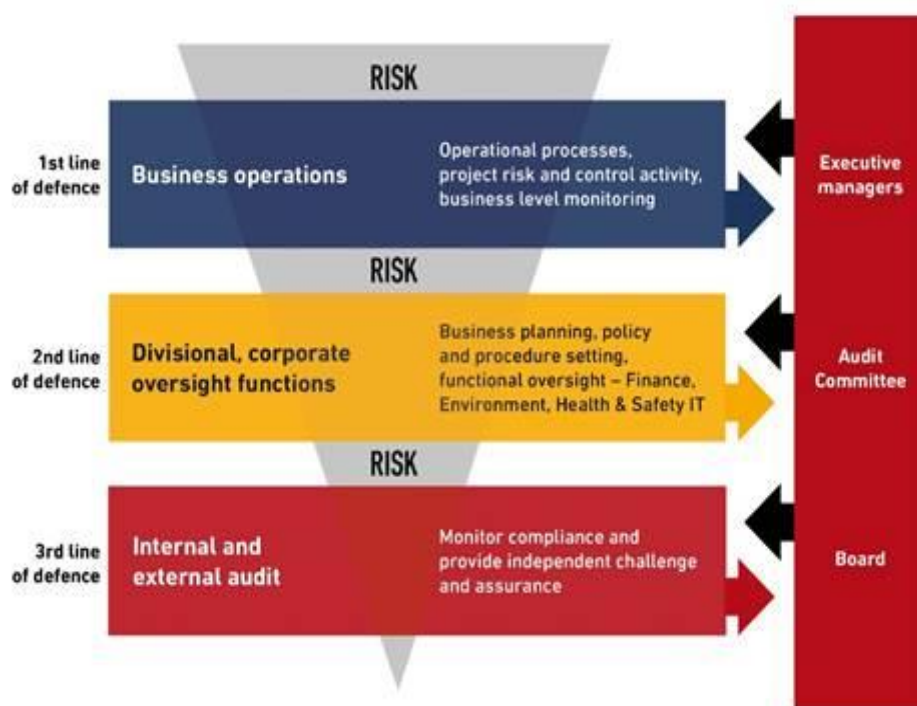 RISK
1st line
of defence
Business operations
Operational processes,
project risk and control activity,
business level monitoring
Executive
managers
RISK
2nd line
of defence
Divisional, corporate
oversight functions
Business planning, policy
and procedure setting,
functional oversight – Finance,
Environment, Health & Safety IT
Audit
Committee
RISK
3rd line
of defence
Internal and
external audit
Monitor compliance and
provide independent challenge
and assurance
Board